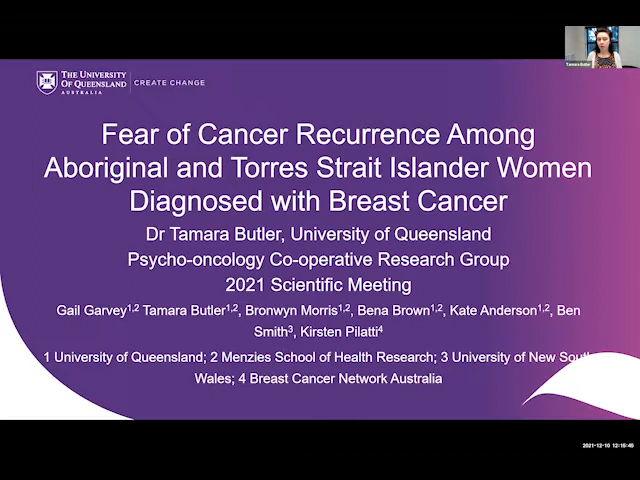 Tamara Butler
THE UNIVERSITY
OF QUEENSLAND
AUSTRALIA
CREATE CHANGE
Fear of Cancer Recurrence Among
Aboriginal and Torres Strait Islander Women
Diagnosed with Breast Cancer
Dr Tamara Butler, University of Queensland
Psycho-oncology Co-operative Research Group
2021 Scientific Meeting
Gail Garvey1,2 Tamara Butler1,2, Bronwyn Morris1,2, Bena Brown1,2, Kate Anderson1,2, Ben
Smith3, Kirsten Pilatti4
1 University of Queensland; 2 Menzies School of Health Research; 3 University of New South
Wales; 4 Breast Cancer Network Australia
2021-12-10 12:15:45